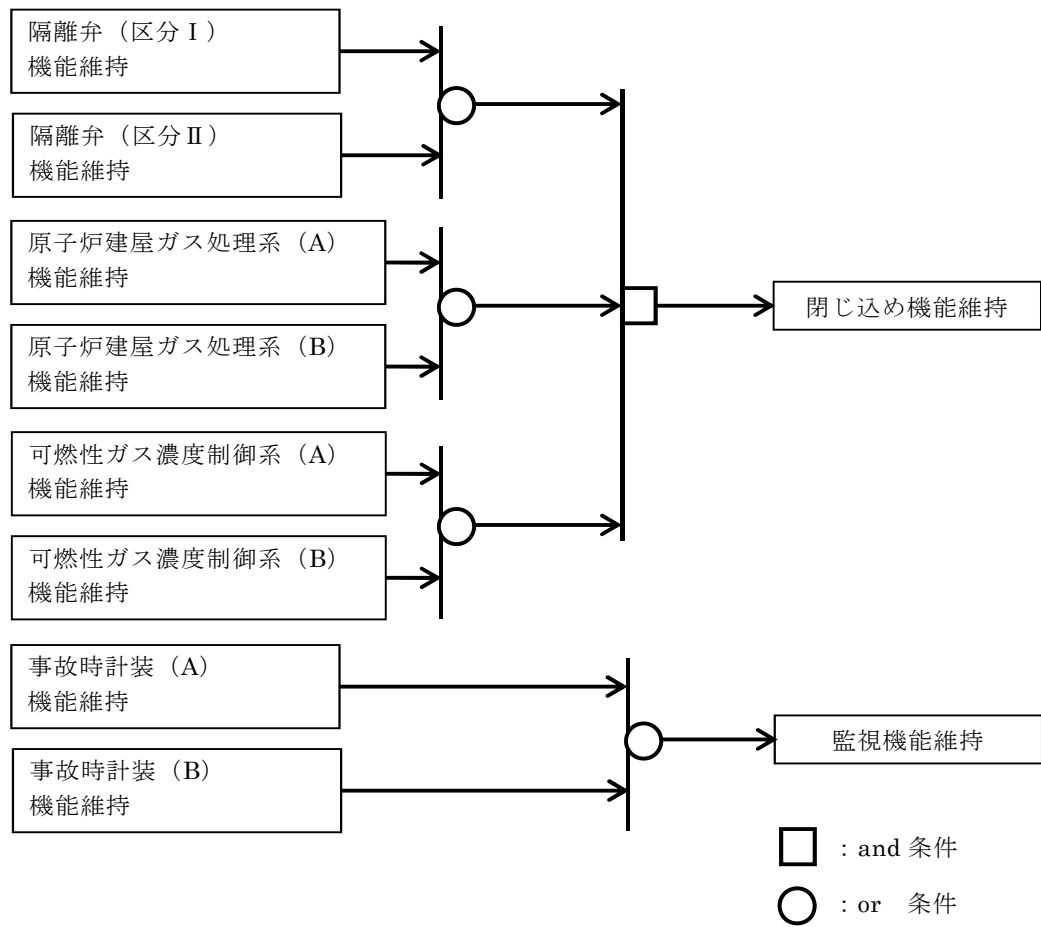 隔離弁（区分Ⅰ）
機能維持
隔離弁（区分Ⅱ）
機能維持
原子炉建屋ガス処理系（A）
機能維持
原子炉建屋ガス処理系（B）
機能維持
可燃性ガス濃度制御系（A）
機能維持
可燃性ガス濃度制御系（B）
機能維持
閉じ込め機能維持
事故時計装（A）
機能維持
事故時計装（B）
機能維持
監視機能維持
：and 条件
：or　条件